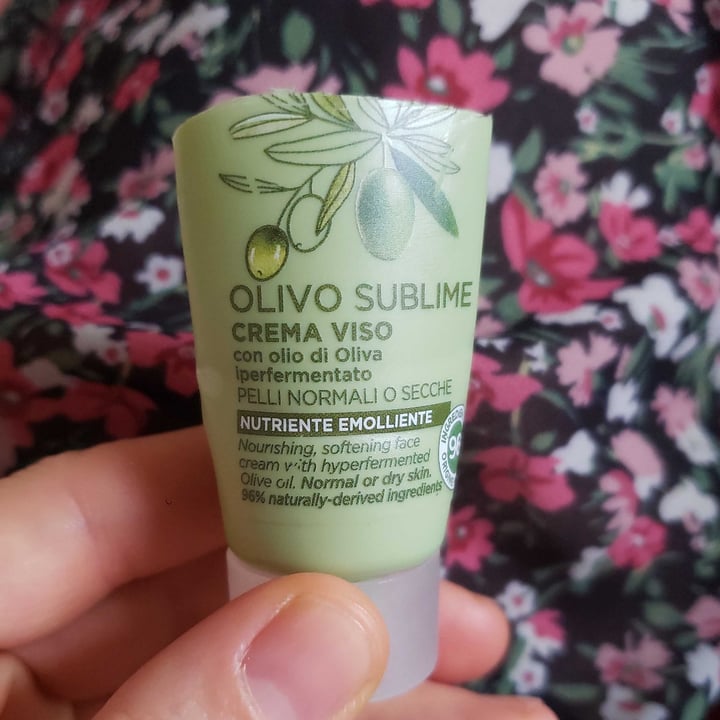 OLIVO SUBLIME
CREMA VISO
con olio di Oliva
iperfermentato
PELLI NORMALI O SECCHE
NUTRIENTE EMOLLIENTE
Nourishing, softening face
cream with hyperfermented
Olive oil. Normal or dry skin.
96% naturally-derived ingredients